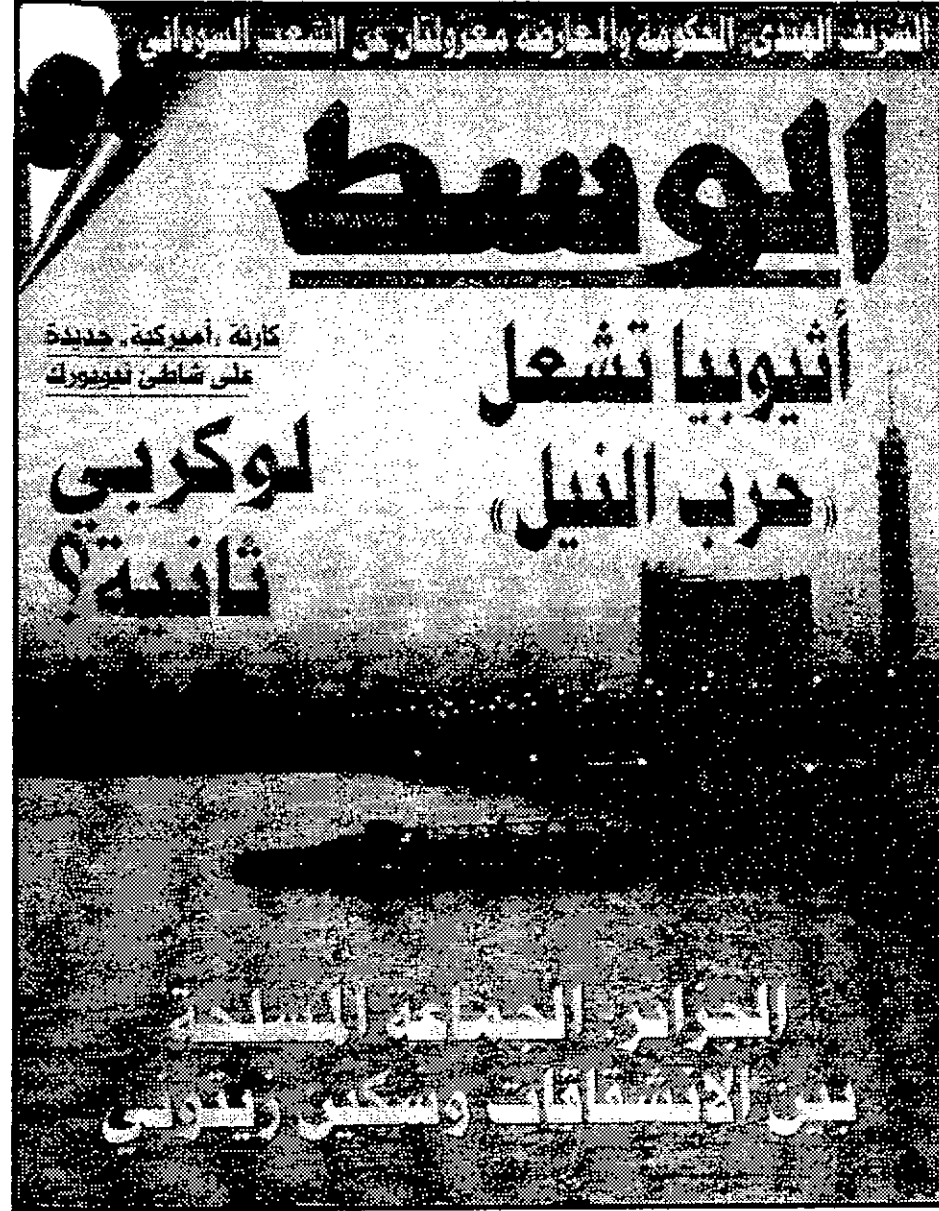 الشريف الهندي: الحكومة والمعارضة معزولتان عن الشعب السوداني
الوسط
أثيوبيا تشعل
«حرب النيل»
كارثة «أميركية» جديدة
على شاطئ نيويورك
لوكربي
ثانية؟
الجزائر: الجماعة المسلحة
بين الانشقاقات وسكين زيتوني